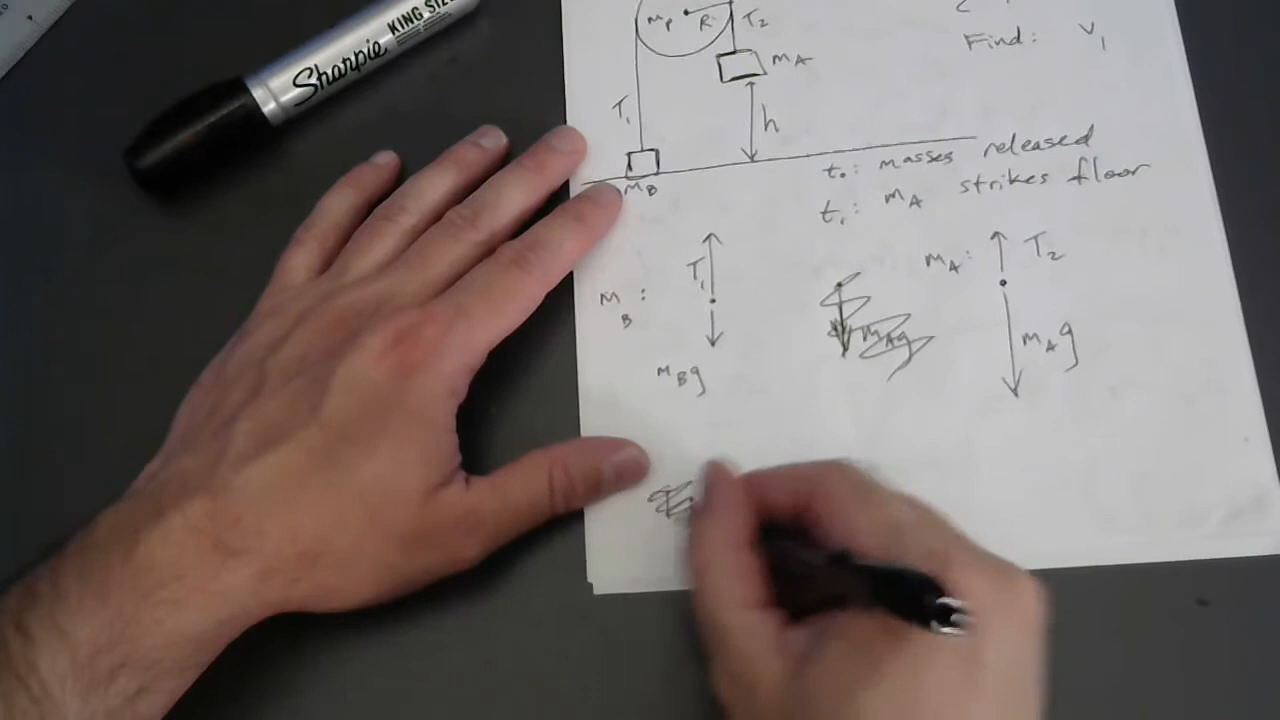 Sharpie KING SIZE
m_P R T_2
m_A
Find: v_1
T_1
h
m_B
t_0: masses released
t_1: m_A strikes floor
m_B: T_1
m_Bg
m_Ag
m_A: T_2
m_Ag